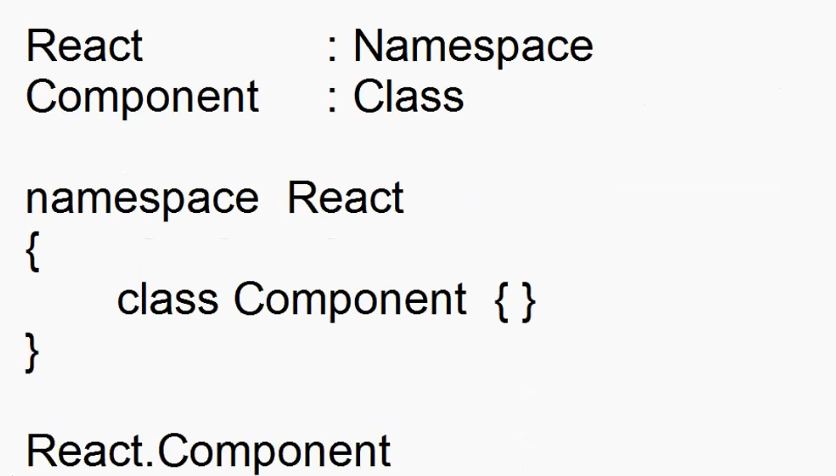 React : Namespace
Component : Class
namespace React
{
class Component { }
}
React.Component